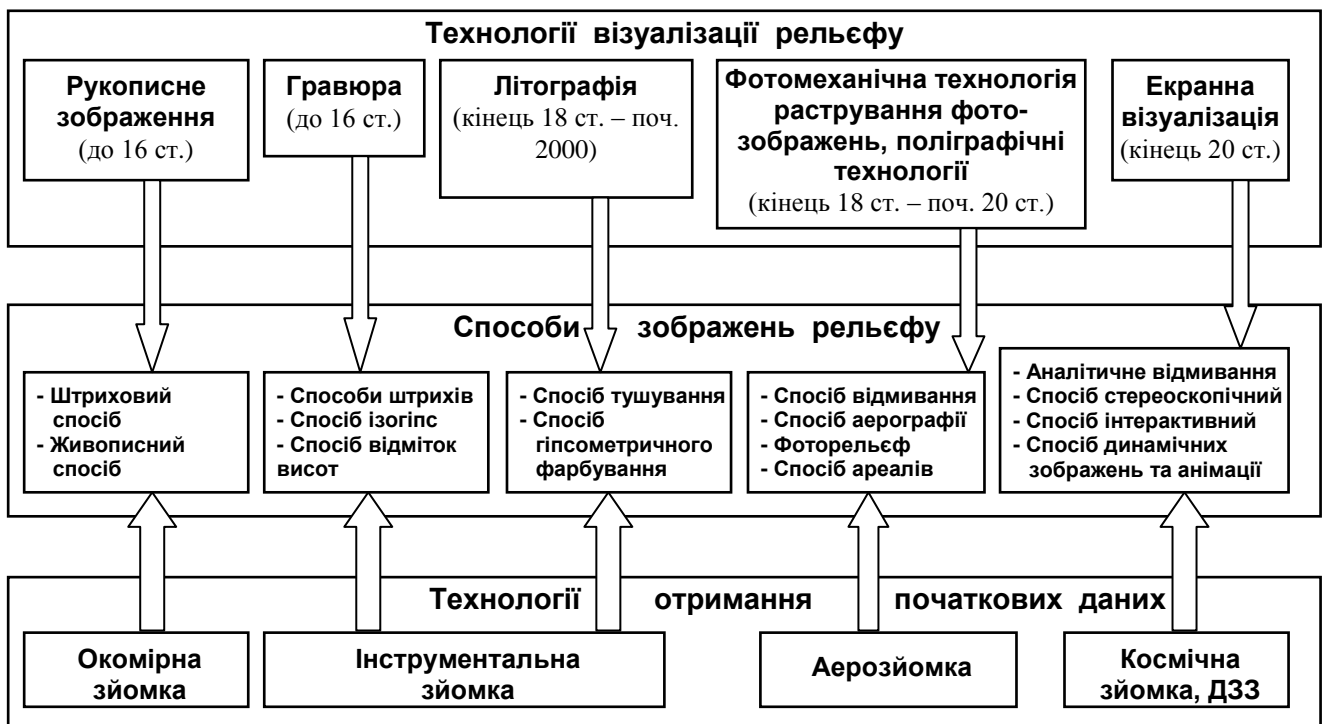 Технології візуалізації рельєфу
Рукописне
зображення
(до 16 ст.)
Гравюра
(до 16 ст.)
Літографія
(кінець 18 ст. – поч.
2000)
Фотомеханічна технологія
растрування фото-
зображень, поліграфічні
технології
(кінець 18 ст. – поч. 20 ст.)
Екранна
візуалізація
(кінець 20 ст.)
Способи зображень рельєфу
- Штриховий
спосіб
- Живописний
спосіб
- Способи штрихів
- Спосіб ізогіпс
- Спосіб відміток
висот
- Спосіб тушування
- Спосіб
гіпсометричного
фарбування
- Спосіб відмивання
- Спосіб аерографії
- Фоторельєф
- Спосіб ареалів
- Аналітичне відмивання
- Спосіб стереоскопічний
- Спосіб інтерактивний
- Спосіб динамічних
зображень та анімації
Технології отримання початкових даних
Окомірна
зйомка
Інструментальна
зйомка
Аерозйомка
Космічна
зйомка, ДЗЗ